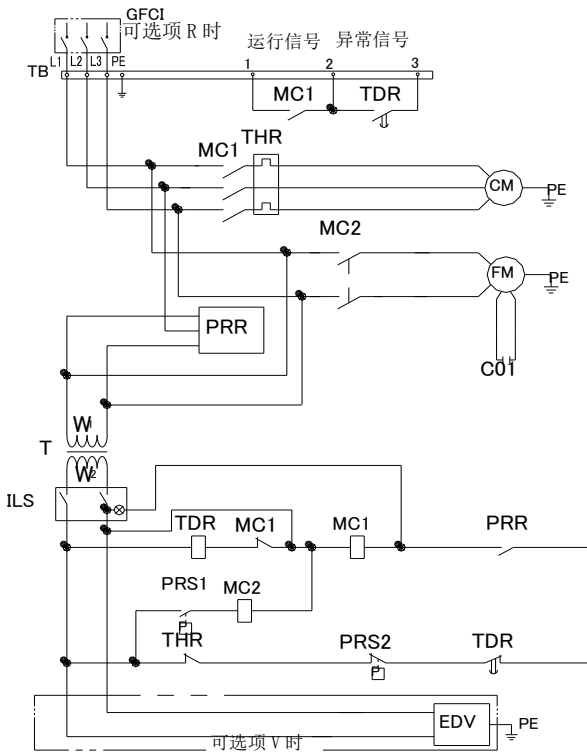 GFCI
可选项 R 时
L1 L2 L3 PE
运行信号 异常信号
TB 1 2 3
MC1 TDR
MC1 THR
CM PE
MC2
FM PE
PRR
C01
W1
T
W2
ILS
TDR MC1 MC1 PRR
PRS1 MC2
P
THR PRS2 TDR
P
EDV PE
可选项 V 时